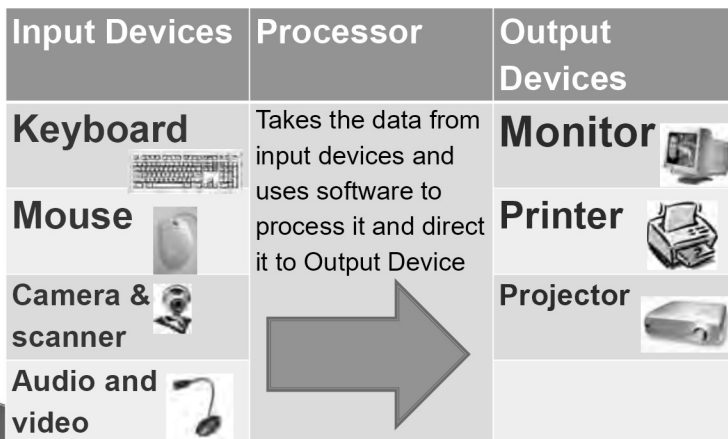 Input Devices
Processor
Output
Devices
Keyboard
Takes the data from
input devices and
uses software to
process it and direct
it to Output Device
Monitor
Mouse
Printer
Camera &
scanner
Projector
Audio and
video